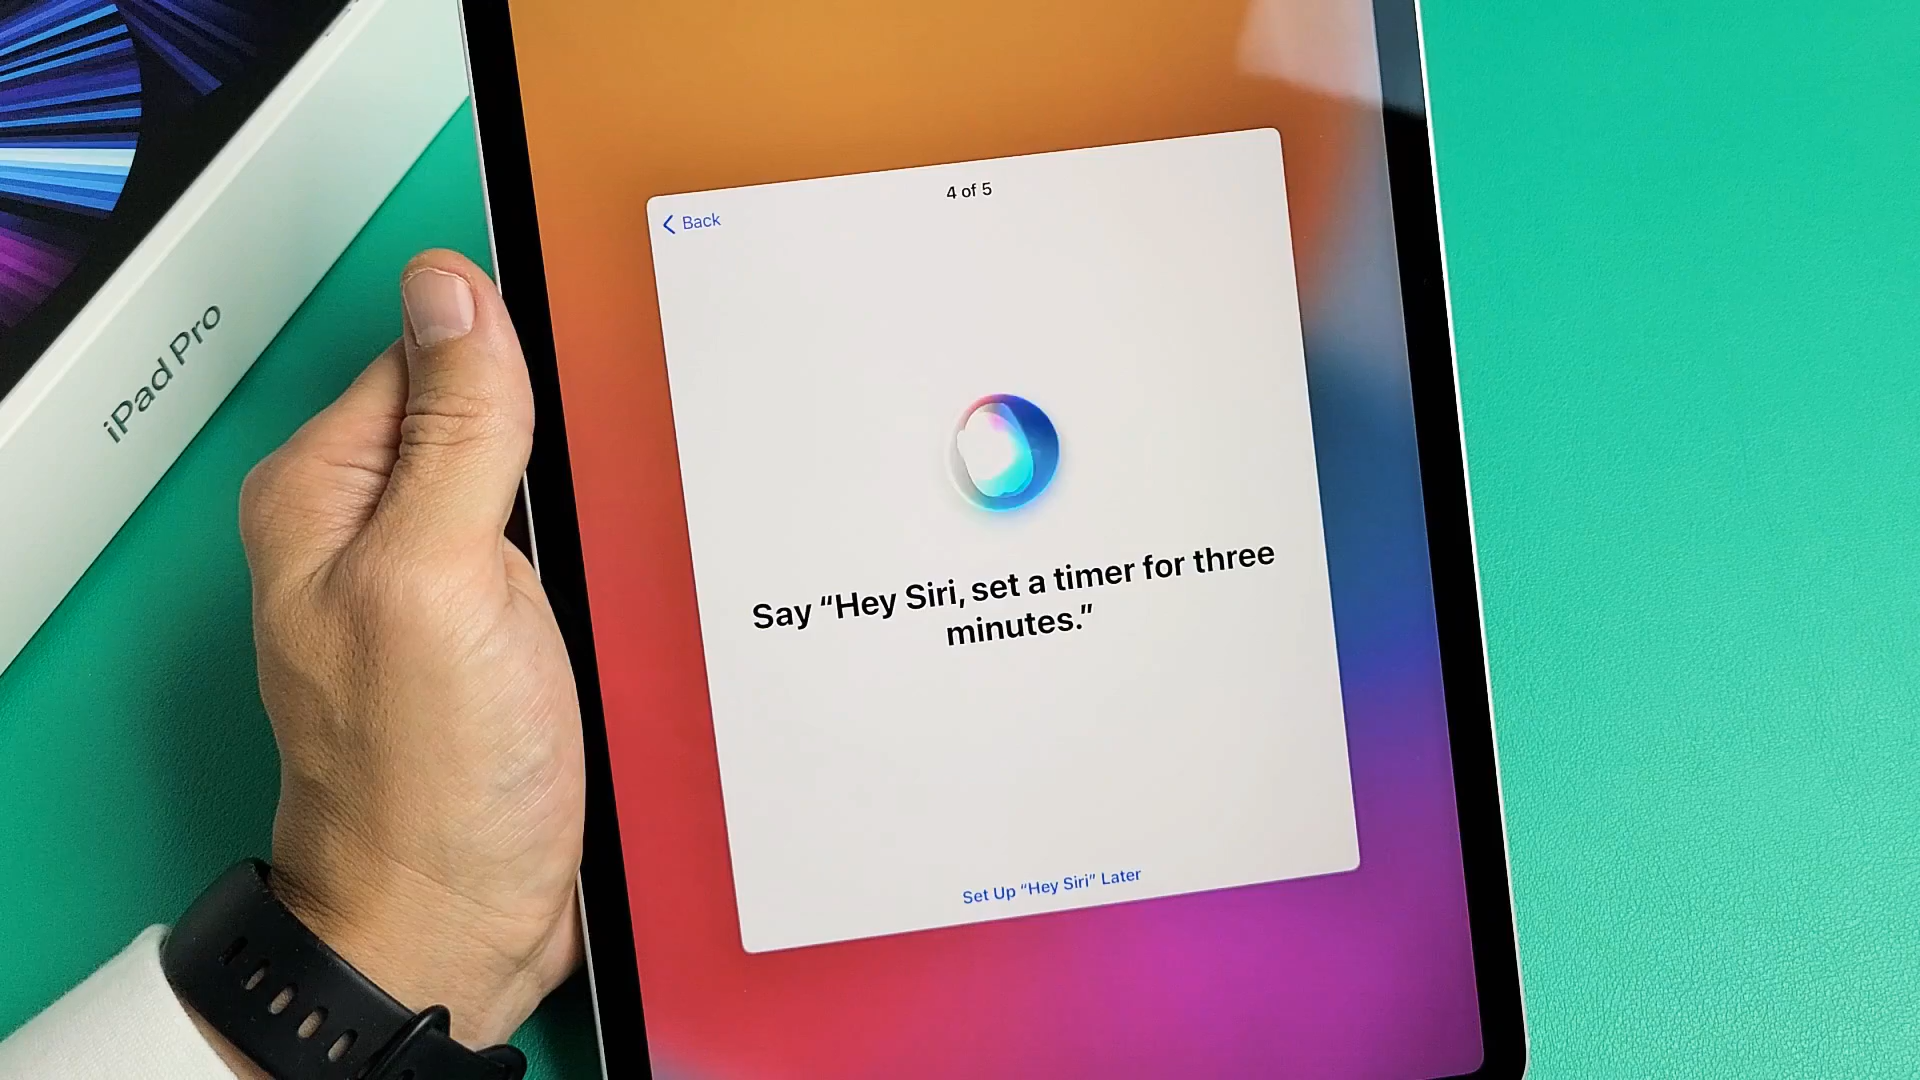 iPad Pro
4 of 5
Back
Say “Hey Siri, set a timer for three
minutes.”
Set Up “Hey Siri” Later